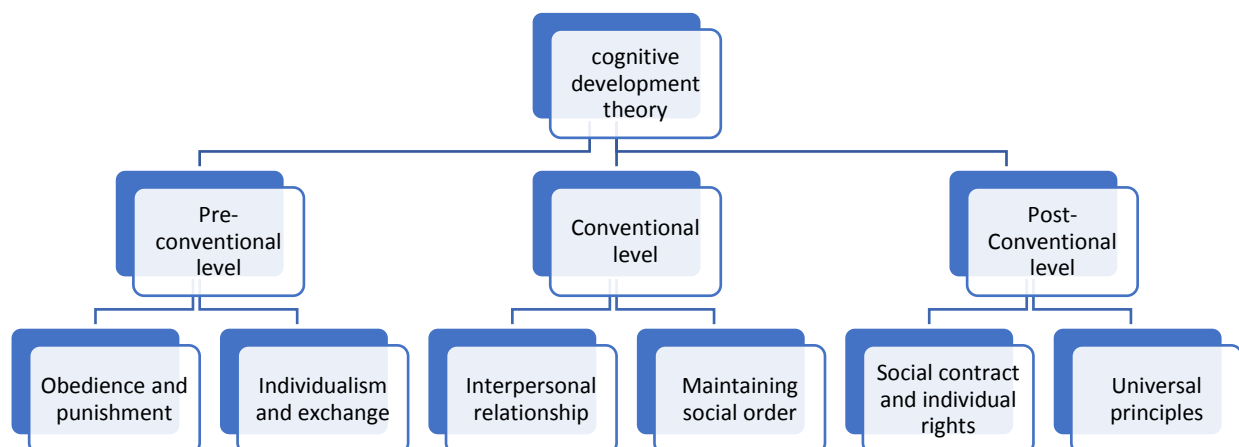 cognitive
development
theory
Pre-
conventional
level
Conventional
level
Post-
Conventional
level
Obedience and
punishment
Individualism
and exchange
Interpersonal
relationship
Maintaining
social order
Social contract
and individual
rights
Universal
principles